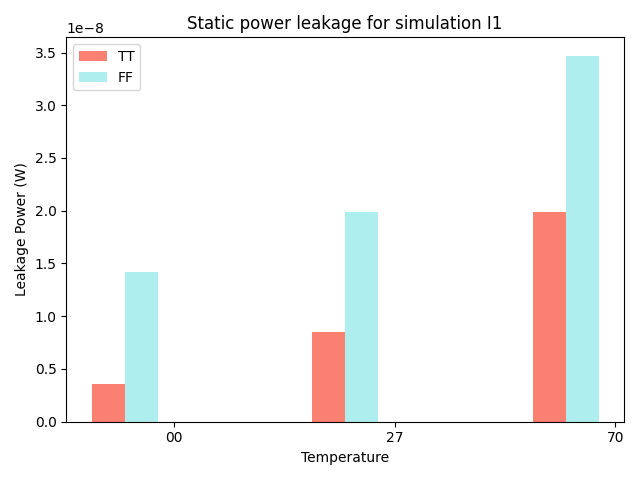 Static power leakage for simulation I1
1e−8
TT
FF
3.5
3.0
2.5
2.0
1.5
1.0
0.5
0.0
Leakage Power (W)
00 27 70
Temperature